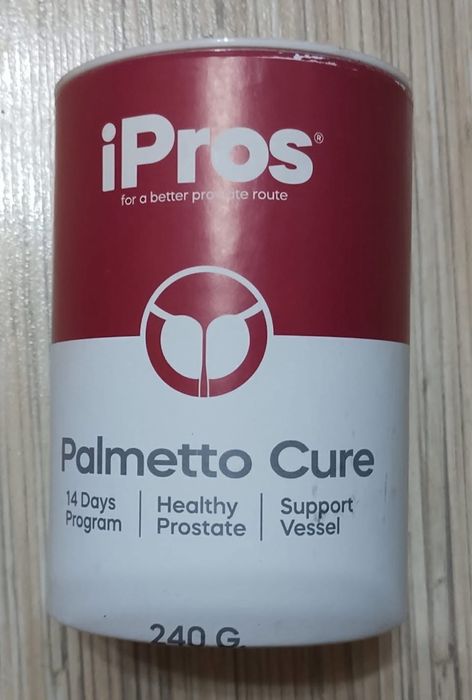 iPros®
for a better prostate route
Palmetto Cure
14 Days
Program
Healthy
Prostate
Support
Vessel
240 G.